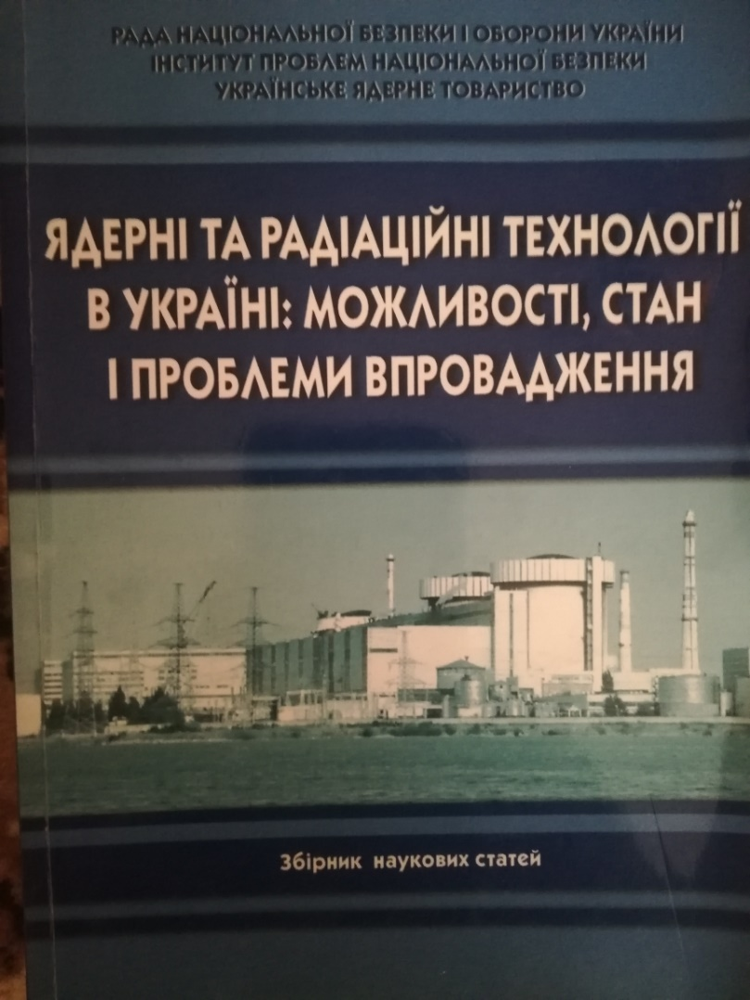 РАДА НАЦІОНАЛЬНОЇ БЕЗПЕКИ І ОБОРОНИ УКРАЇНИ
ІНСТИТУТ ПРОБЛЕМ НАЦІОНАЛЬНОЇ БЕЗПЕКИ
УКРАЇНСЬКЕ ЯДЕРНЕ ТОВАРИСТВО
ЯДЕРНІ ТА РАДІАЦІЙНІ ТЕХНОЛОГІЇ
В УКРАЇНІ: МОЖЛИВОСТІ, СТАН
І ПРОБЛЕМИ ВПРОВАДЖЕННЯ
Збірник наукових статей